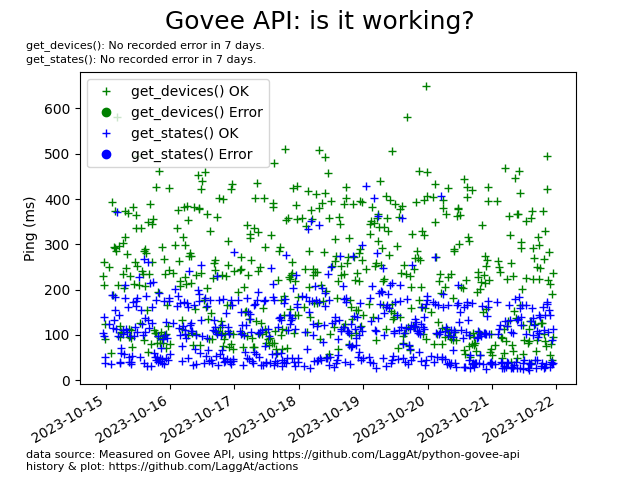 Govee API: is it working?
get_devices(): No recorded error in 7 days.
get_states(): No recorded error in 7 days.
get_devices() OK
get_devices() Error
get_states() OK
get_states() Error
Ping (ms)
600
500
400
300
200
100
0
2023-10-15
2023-10-16
2023-10-17
2023-10-18
2023-10-19
2023-10-20
2023-10-21
2023-10-22
data source: Measured on Govee API, using https://github.com/LaggAt/python-govee-api
history & plot: https://github.com/LaggAt/actions